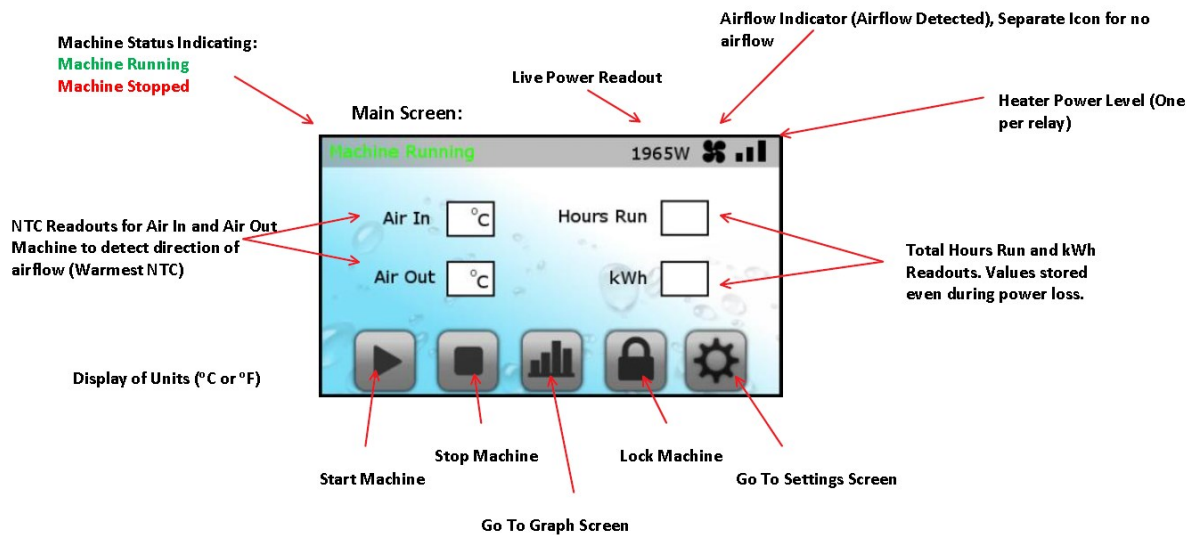 Airflow Indicator (Airflow Detected), Separate Icon for no
airflow
Machine Status Indicating:
Machine Running
Machine Stopped
Live Power Readout
Heater Power Level (One
per relay)
Main Screen:
Machine Running
1965W
NTC Readouts for Air In and Air Out
Machine to detect direction of
airflow (Warmest NTC)
Air In
°C
Hours Run
Air Out
°C
kWh
Total Hours Run and kWh
Readouts. Values stored
even during power loss.
Display of Units (°C or °F)
Stop Machine
Lock Machine
Start Machine
Go To Settings Screen
Go To Graph Screen